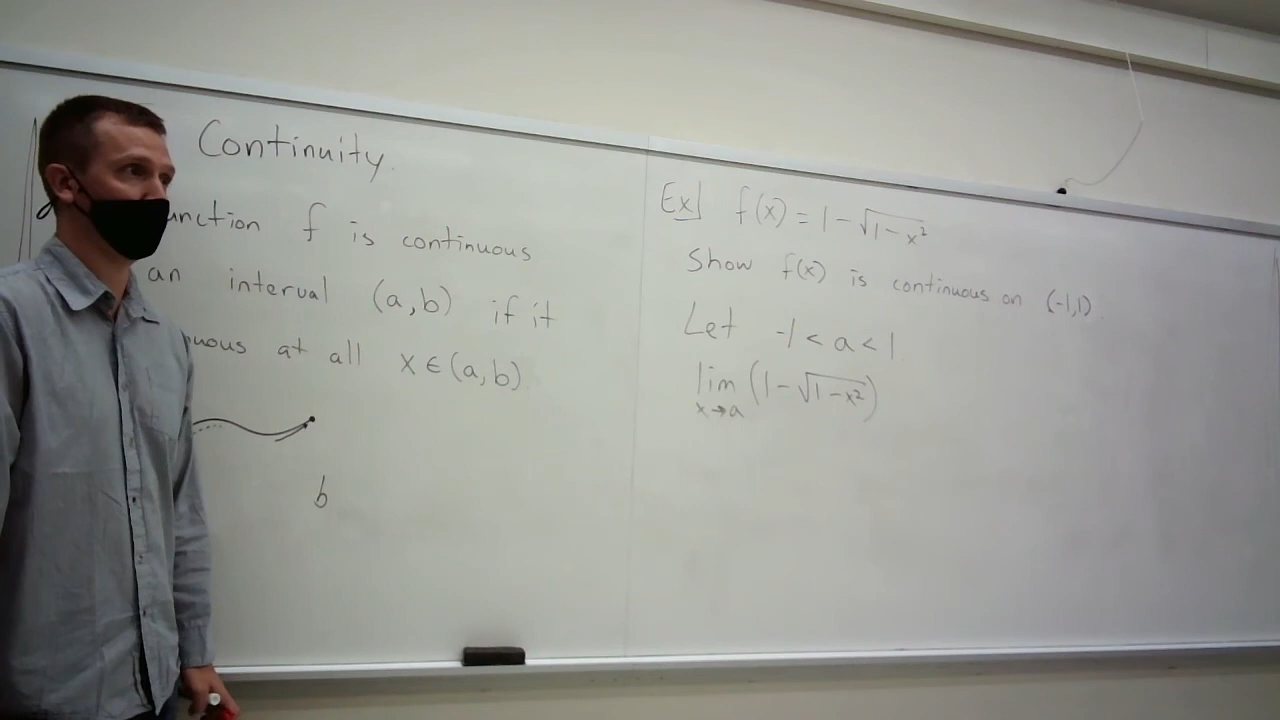 Continuity.
unction f is continuous
an interval (a,b) if it
uous at all x ∈ (a,b)
b
Ex] f(x) = 1 - √(1-x²)
Show f(x) is continuous on (-1,1).
Let -1 < a < 1.
lim (1 - √(1-x²))
x→a